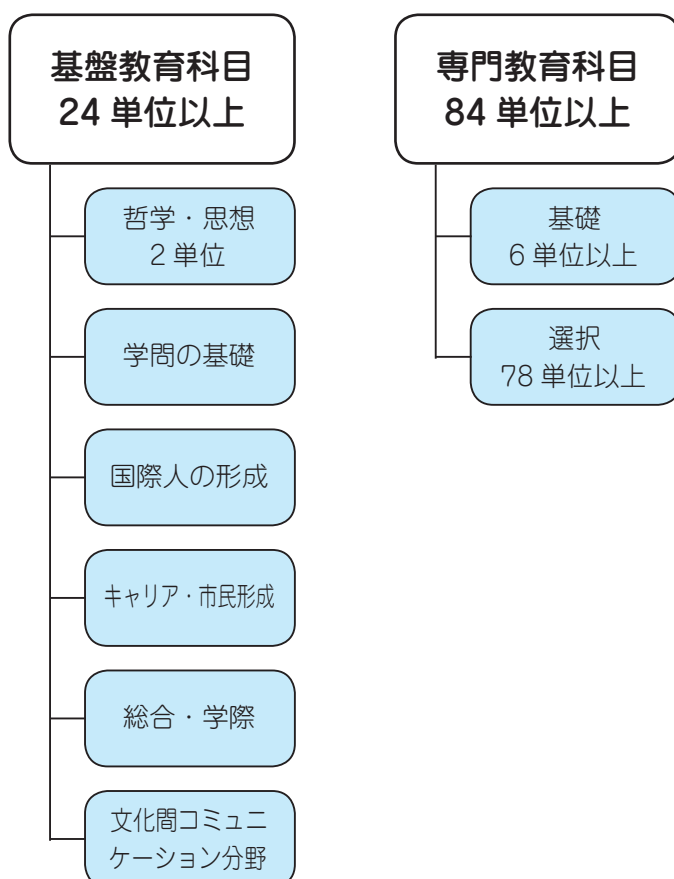 基盤教育科目
24 単位以上
哲学・思想
2 単位
学問の基礎
国際人の形成
キャリア・市民形成
総合・学際
文化間コミュニ
ケーション分野
専門教育科目
84 単位以上
基礎
6 単位以上
選択
78 単位以上